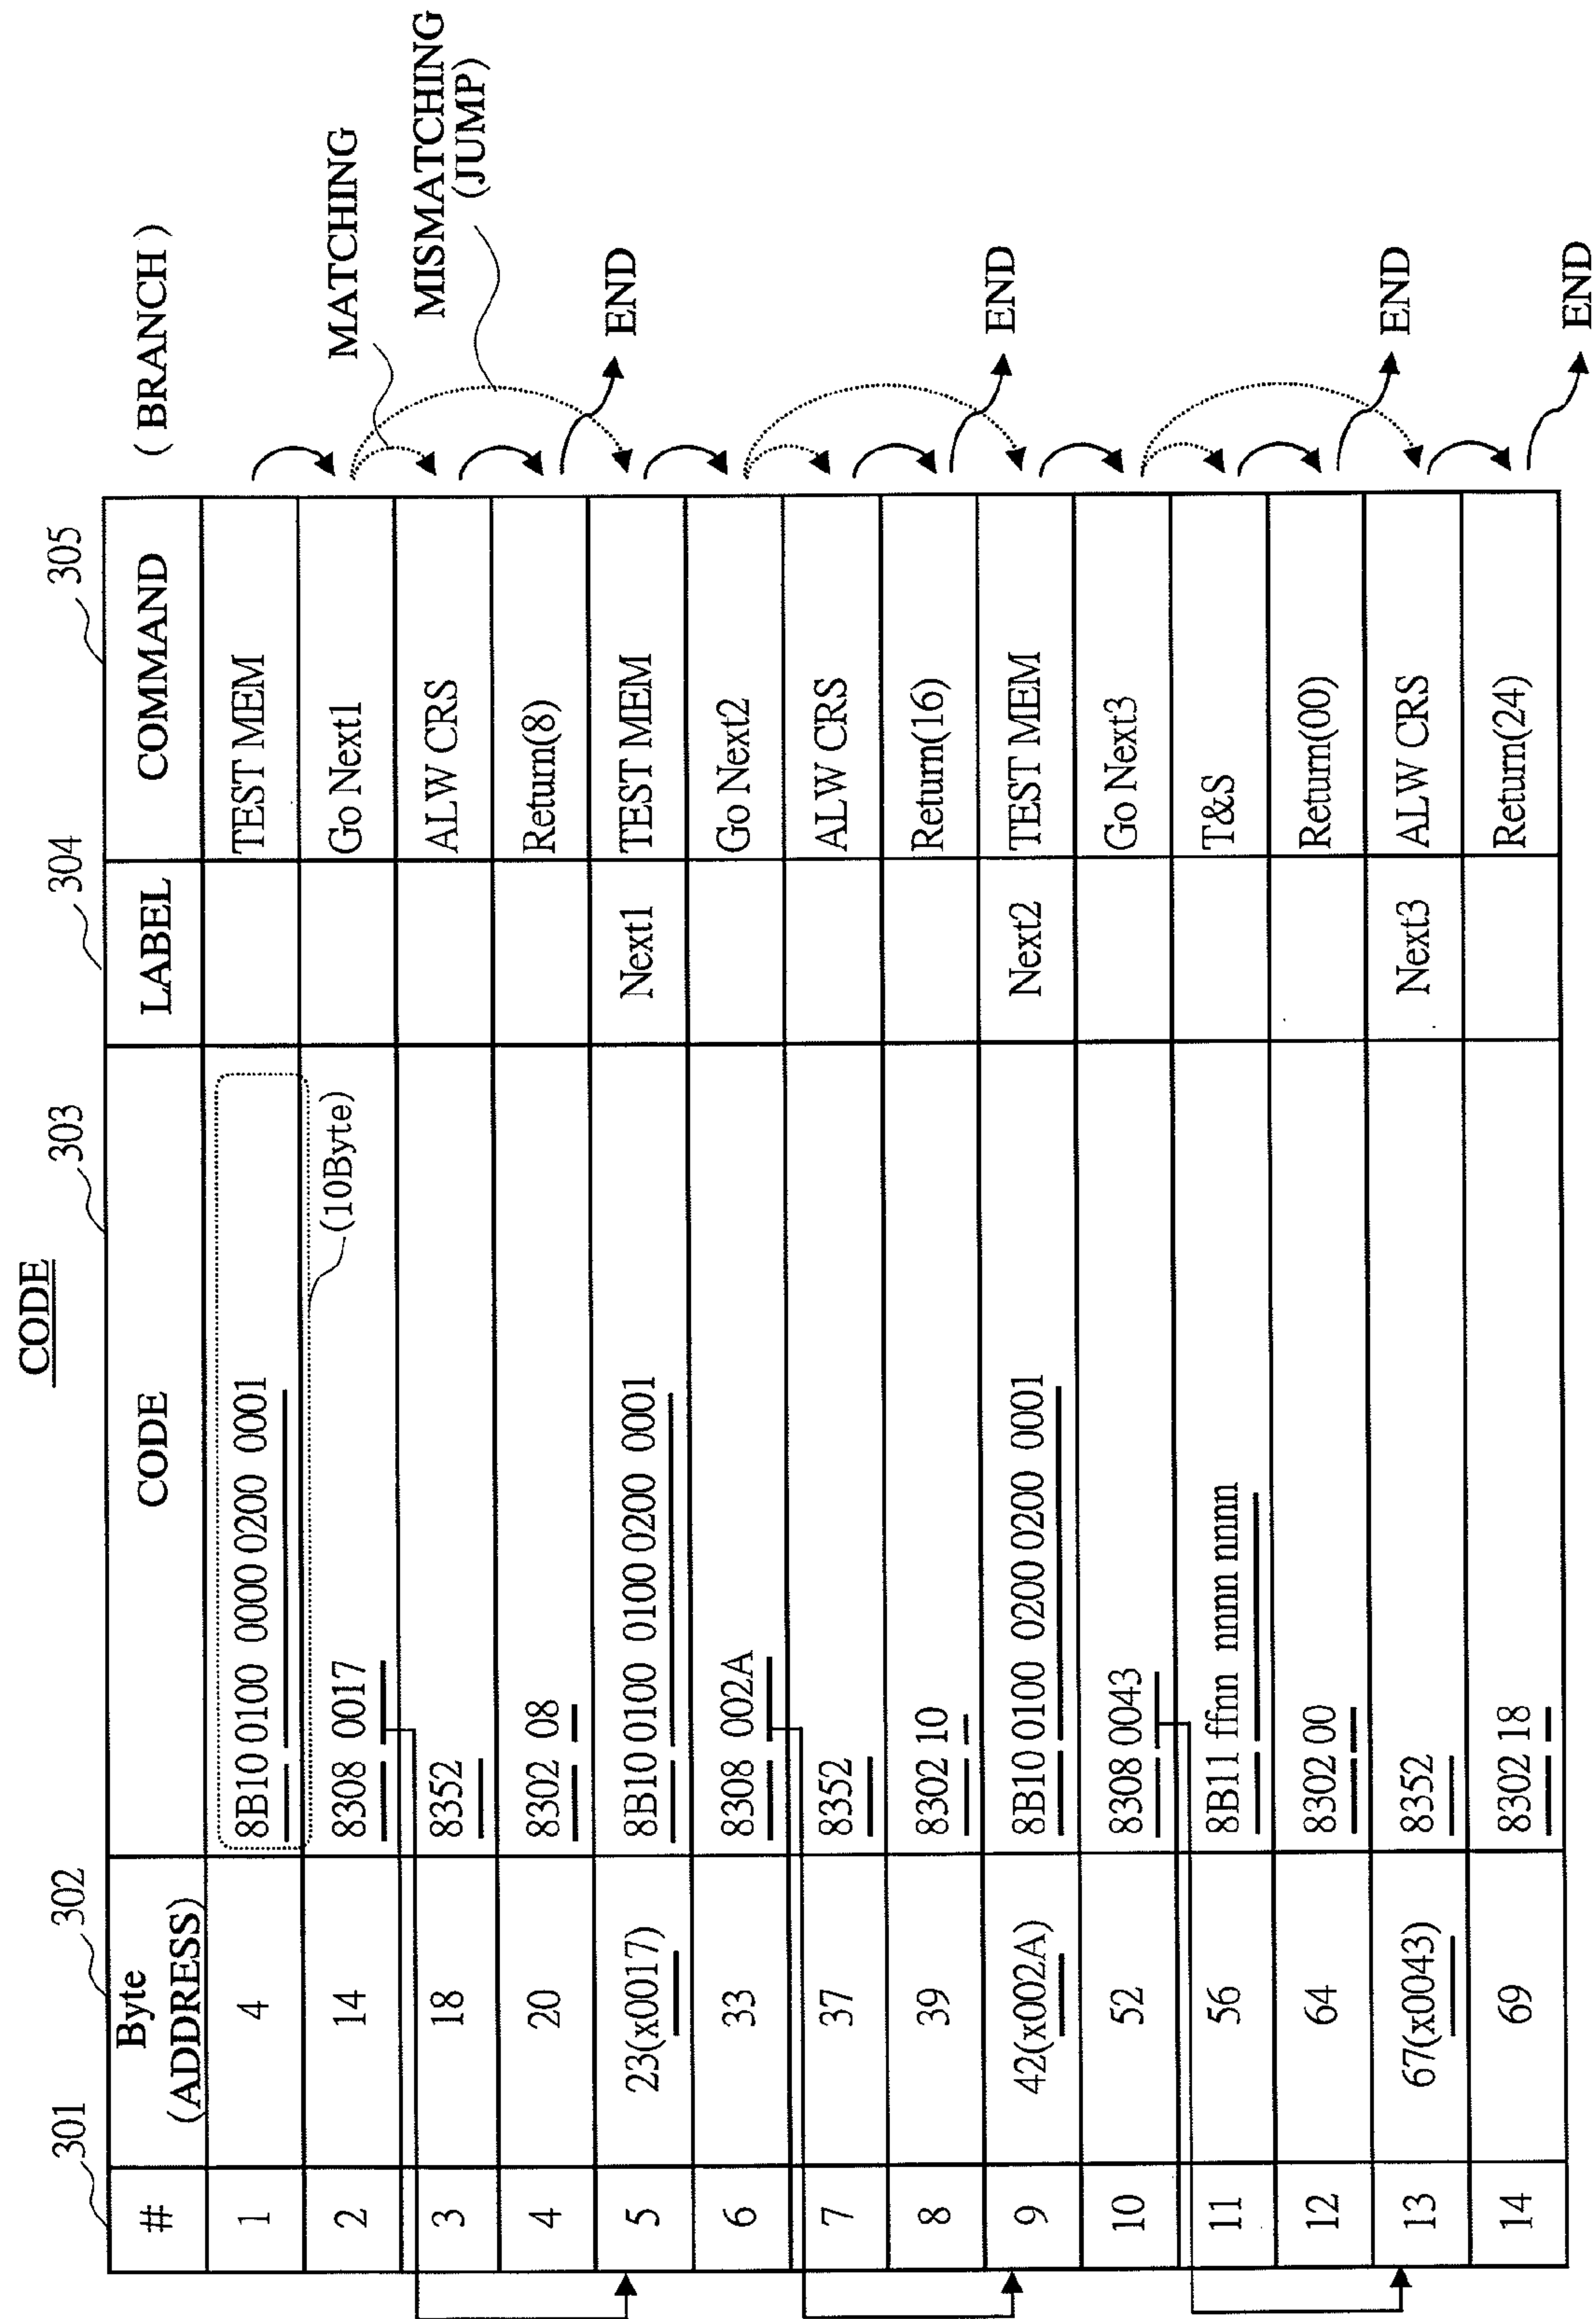 CODE
301
302
303
304
305
# Byte (ADDRESS) CODE LABEL COMMAND (BRANCH)
1 4 8B10 0100 0000 0200 0001 TEST MEM
(10Byte)
2 14 8308 0017 Go Next1
MATCHING
3 18 8352 ALW CRS
MISMATCHING
(JUMP)
4 20 8302 08 Return(8)
5 23(x0017) 8B10 0100 0100 0200 0001 Next1 TEST MEM
END
6 33 8308 002A Go Next2
7 37 8352 ALW CRS
8 39 8302 10 Return(16)
9 42(x002A) 8B10 0100 0200 0200 0001 Next2 TEST MEM
END
10 52 8308 0043 Go Next3
11 56 8B11 ffnn nnnn nnnn T&S
12 64 8302 00 Return(00)
13 67(x0043) 8352 Next3 ALW CRS
END
14 69 8302 18 Return(24)
END